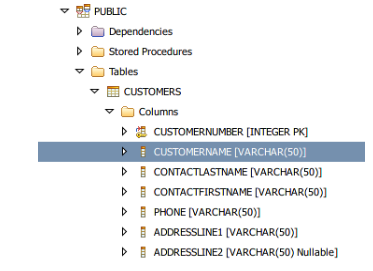 PUBLIC
Dependencies
Stored Procedures
Tables
CUSTOMERS
Columns
CUSTOMERNUMBER [INTEGER PK]
CUSTOMERNAME [VARCHAR(50)]
CONTACTLASTNAME [VARCHAR(50)]
CONTACTFIRSTNAME [VARCHAR(50)]
PHONE [VARCHAR(50)]
ADDRESSLINE1 [VARCHAR(50)]
ADDRESSLINE2 [VARCHAR(50) Nullable]